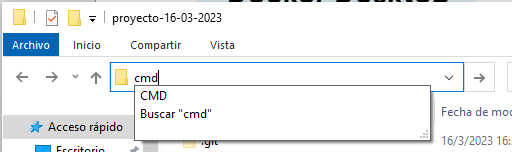 proyecto-16-03-2023
Archivo Inicio Compartir Vista
cmd
CMD
Buscar "cmd"
Fecha de mo
Acceso rápido
.git
16/3/2023 16:
Escritorio